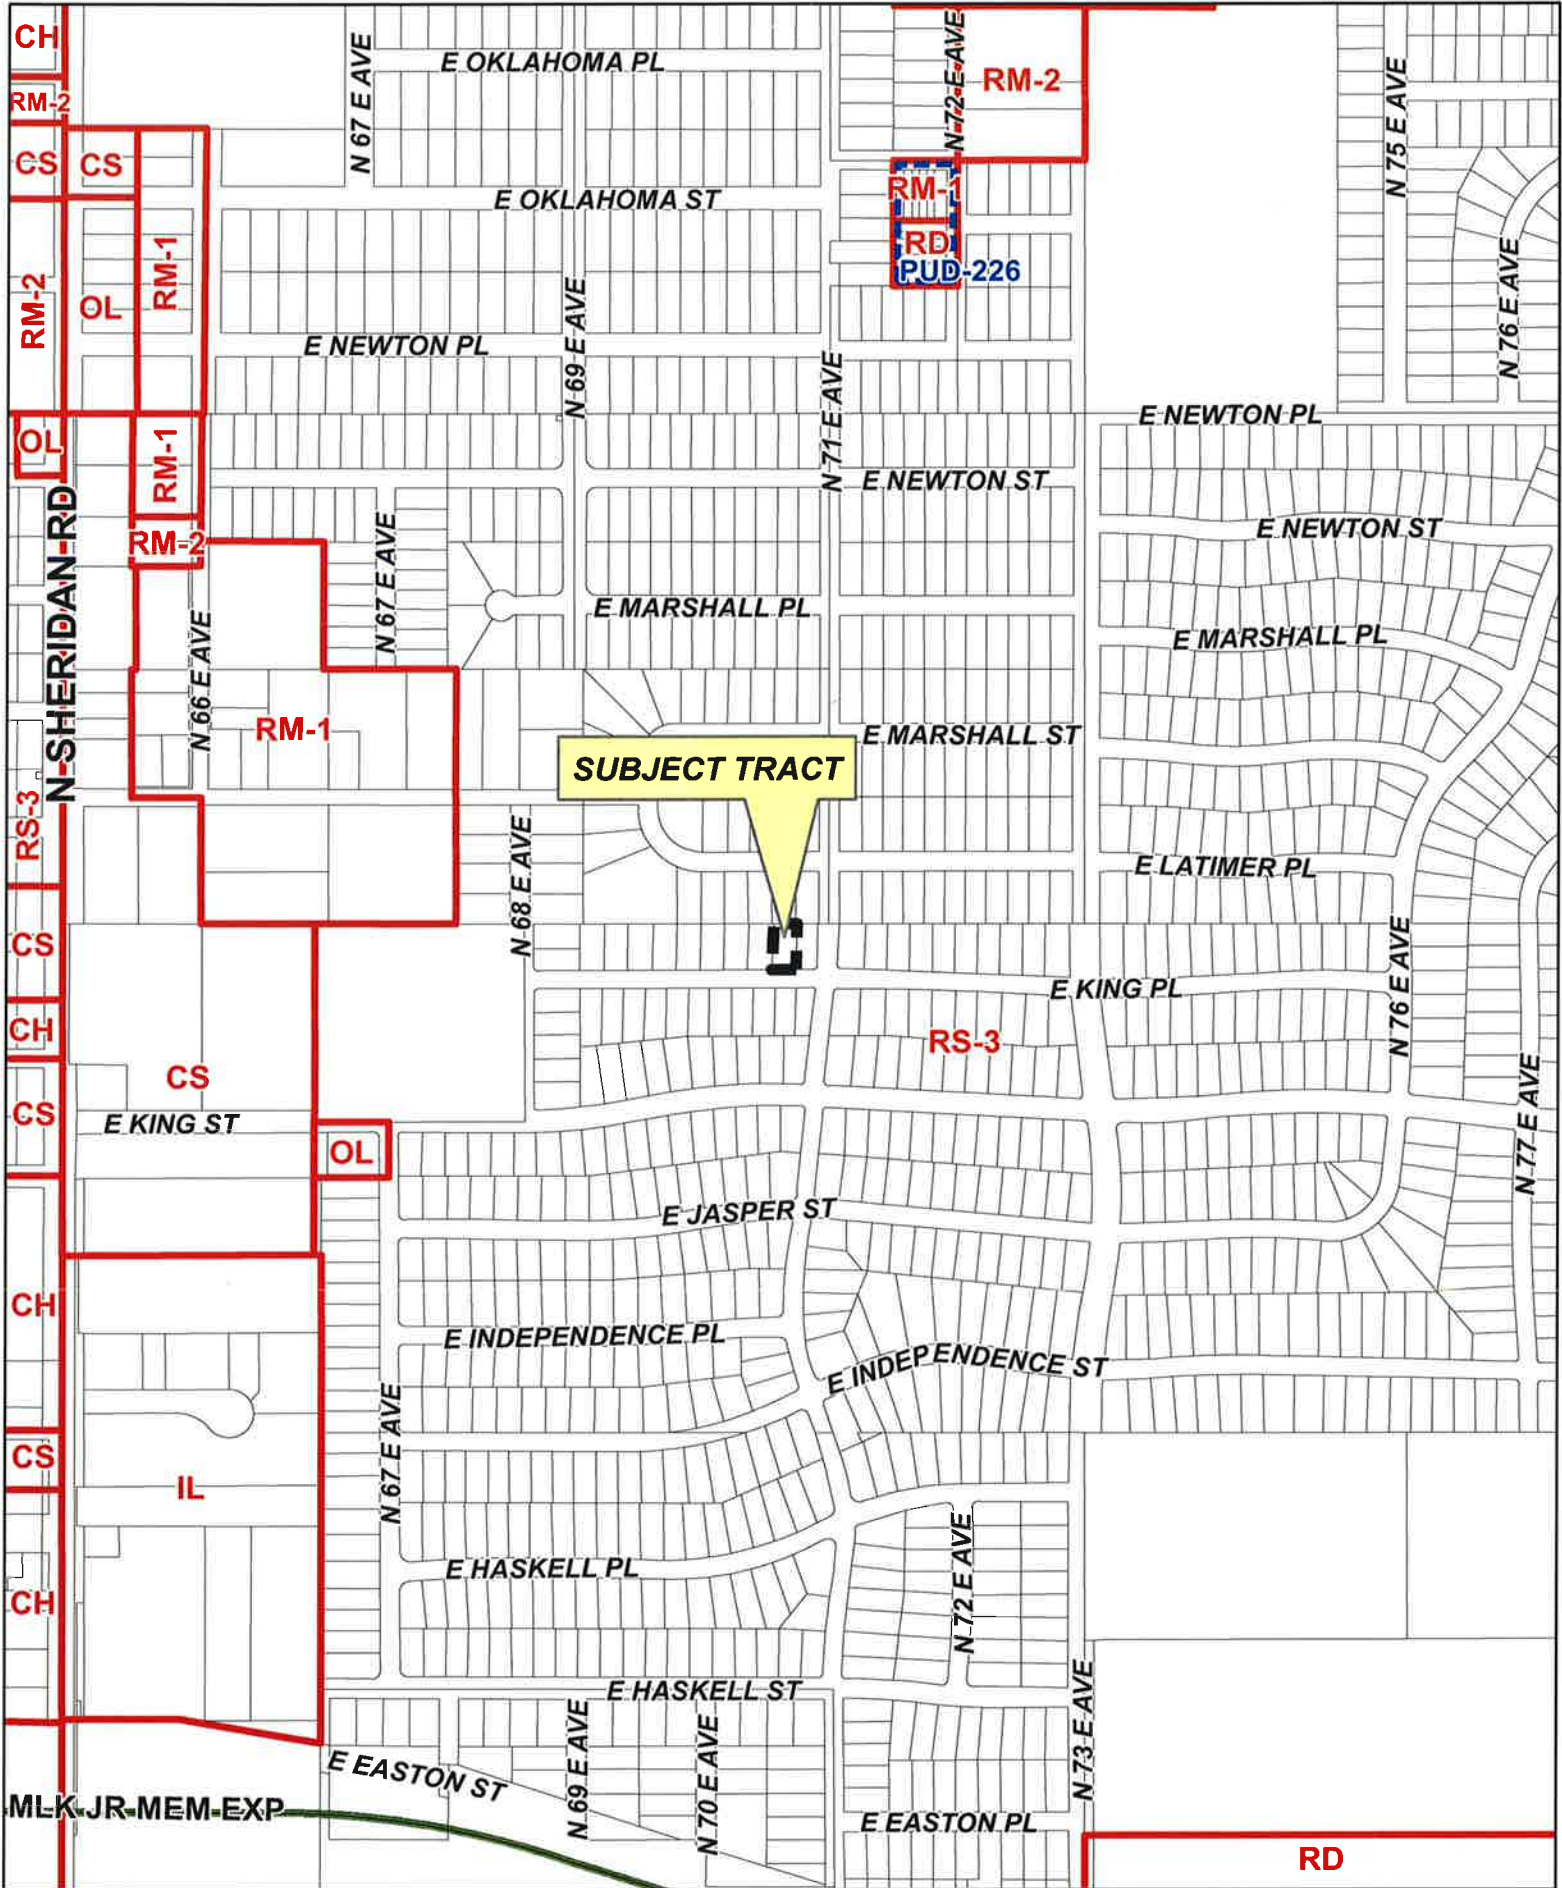 CH
E OKLAHOMA PL
N 67 E AVE
N 72 E AVE
RM-2
N 75 E AVE
RM-2
CS
CS
RM-1
E OKLAHOMA ST
RM-1
RD
PUD-226
RM-2
OL
E NEWTON PL
N 69 E AVE
N 71 E AVE
N 76 E AVE
E NEWTON PL
OL
RM-1
E NEWTON ST
E NEWTON ST
RM-2
N SHERIDAN RD
N 67 E AVE
E MARSHALL PL
E MARSHALL PL
N 66 E AVE
RM-1
E MARSHALL ST
SUBJECT TRACT
RS-3
N 68 E AVE
E LATIMER PL
CS
N 76 E AVE
E KING PL
CH
RS-3
CS
CS
E KING ST
N 77 E AVE
OL
E JASPER ST
CH
E INDEPENDENCE PL
E INDEPENDENCE ST
N 67 E AVE
CS
IL
E HASKELL PL
N 72 E AVE
CH
E HASKELL ST
N 69 E AVE
N 70 E AVE
N 73 E AVE
E EASTON ST
MLK JR MEM EXP
E EASTON PL
RD